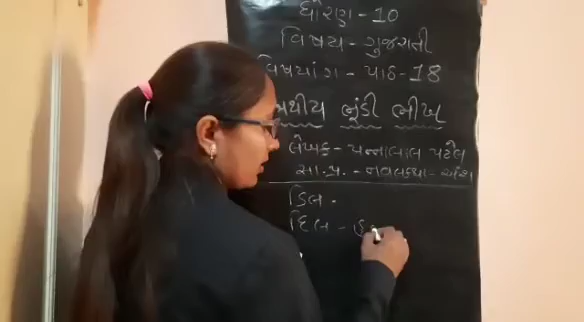 ધોરણ - 10
વિષય - ગુજરાતી
વિષયાંગ - પાઠ - 18
ભૂંડી ભીખ
લેખક - પન્નાલાલ પટેલ
સા.પ્ર. - નવલકથા - અંશ
ડિલ -
દિલ -